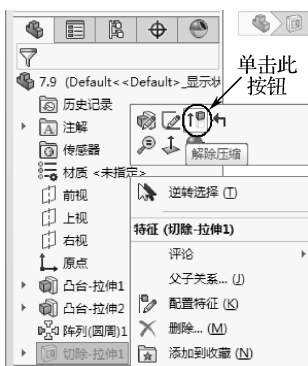 单击此
按钮
7.9 (Default<<Default>_显示状
历史记录
注解
传感器
解除压缩
材质 <未指定>
前视
逆转选择 (I)
上视
右视
特征 (切除-拉伸1)
原点
评论
凸台-拉伸1
父子关系... (J)
凸台-拉伸2
配置特征 (K)
阵列(圆周)1
删除... (M)
切除-拉伸1
添加到收藏 (N)